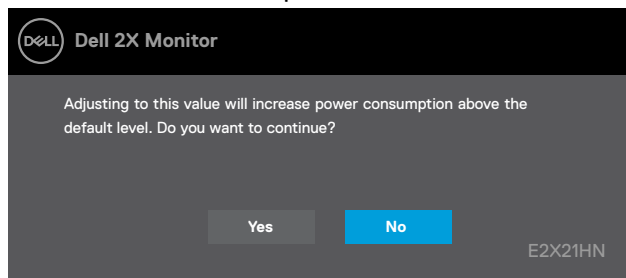 DELL
Dell 2X Monitor
Adjusting to this value will increase power consumption above the
default level. Do you want to continue?
Yes
No
E2X21HN